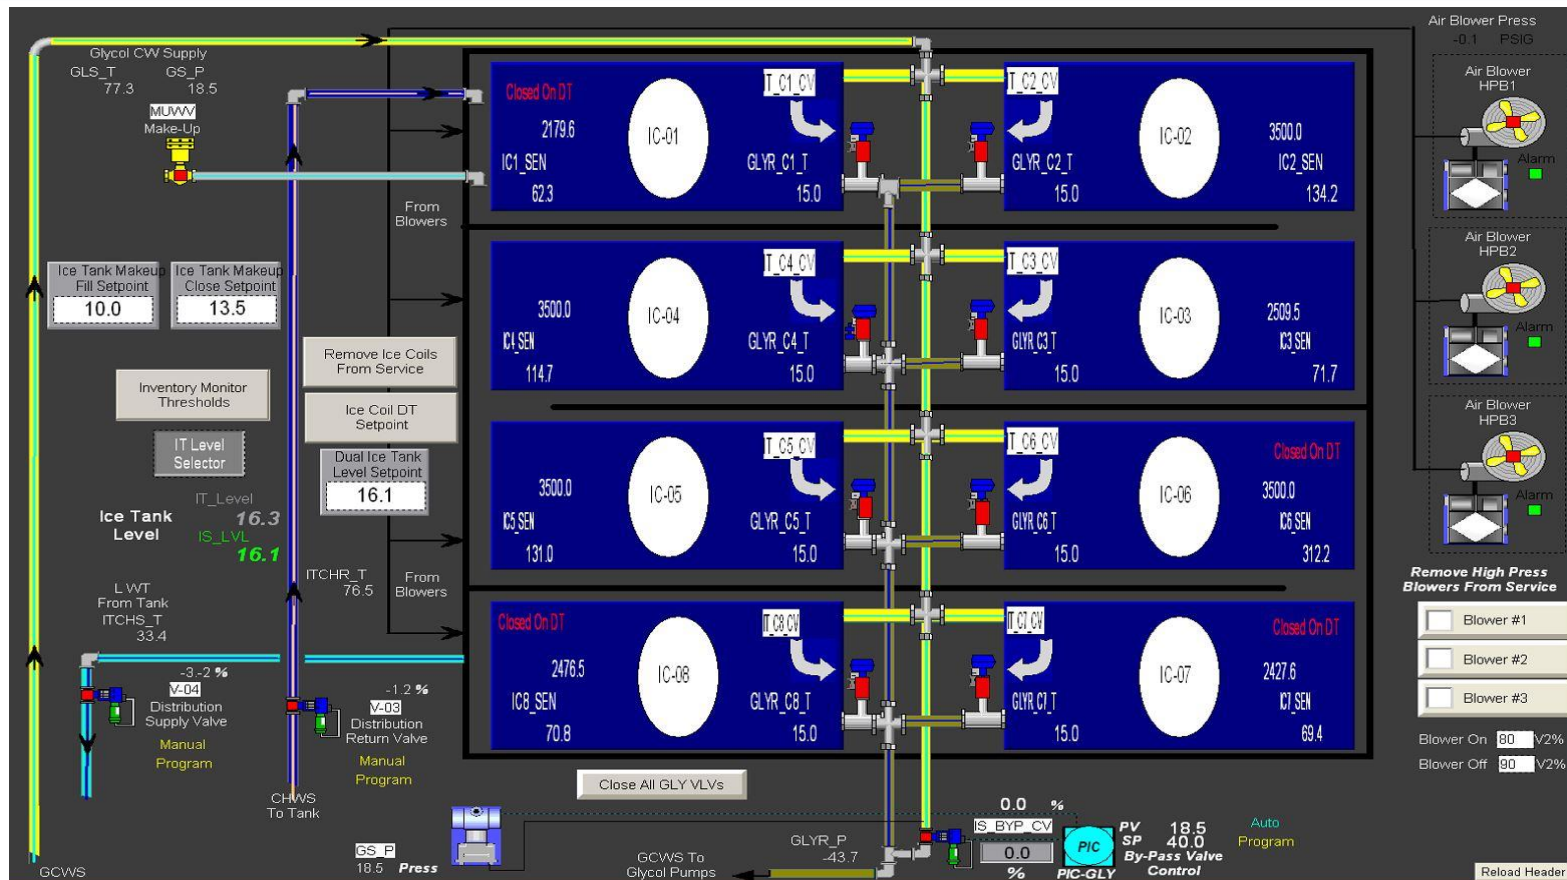 Air Blower Press
-0.1 PSIG
Glycol CW Supply
GLS_T GS_P
77.3 18.5
MUWV
Make-Up
From
Blowers
Ice Tank Makeup
Fill Setpoint
10.0
Ice Tank Makeup
Close Setpoint
13.5
Remove Ice Coils
From Service
Inventory Monitor
Thresholds
Ice Coil DT
Setpoint
IT Level
Selector
Dual Ice Tank
Level Setpoint
16.1
IT_Level
16.3
Ice Tank
Level
IS_LVL
16.1
ITCHR_T
76.5
From
Blowers
LWT
From Tank
ITCHS_T
33.4
-3.-2 %
V-04
Distribution
Supply Valve
Manual
Program
-1.2 %
V-03
Distribution
Return Valve
Manual
Program
CHWS
To Tank
GCWS
Closed On DT
2179.6
IC1_SEN
62.3
IC-01
IT_C1_CV
GLYR_C1_T
15.0
IT_C2_CV
GLYR_C2_T
15.0
IC-02
3500.0
IC2_SEN
134.2
3500.0
IC4_SEN
114.7
IC-04
IT_C4_CV
GLYR_C4_T
15.0
IT_C3_CV
GLYR_C3_T
15.0
IC-03
2509.5
IC3_SEN
71.7
3500.0
IC5_SEN
131.0
IC-05
IT_C5_CV
GLYR_C5_T
15.0
IT_C6_CV
GLYR_C6_T
15.0
IC-06
Closed On DT
3500.0
IC6_SEN
312.2
Closed On DT
2476.5
IC8_SEN
70.8
IC-08
IT_C8_CV
GLYR_C8_T
15.0
IT_C7_CV
GLYR_C7_T
15.0
IC-07
Closed On DT
2427.6
IC7_SEN
69.4
Air Blower
HPB1
Alarm
Air Blower
HPB2
Alarm
Air Blower
HPB3
Alarm
Remove High Press
Blowers From Service
Blower #1
Blower #2
Blower #3
Blower On 80 V2%
Blower Off 90 V2%
Close All GLY VLVs
GS_P
18.5 Press
GCWS To
Glycol Pumps
GLYR_P
-43.7
0.0 %
IS_BYP_CV
0.0
%
PIC
PIC-GLY
PV 18.5
SP 40.0
By-Pass Valve
Control
Auto
Program
Reload Header